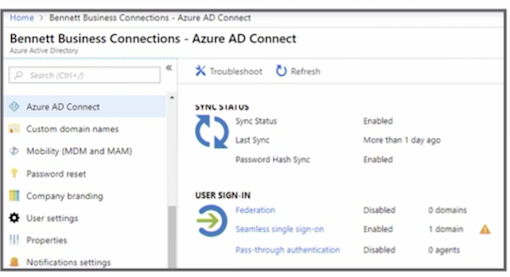 Home > Bennett Business Connections - Azure AD Connect
Bennett Business Connections - Azure AD Connect
Azure Active Directory
Search (Ctrl+/)
«
Troubleshoot
Refresh
Azure AD Connect
Custom domain names
Mobility (MDM and MAM)
Password reset
Company branding
User settings
Properties
Notifications settings
SYNC STATUS
Sync Status Enabled
Last Sync More than 1 day ago
Password Hash Sync Enabled
USER SIGN-IN
Federation Disabled 0 domains
Seamless single sign-on Enabled 1 domain
Pass-through authentication Disabled 0 agents